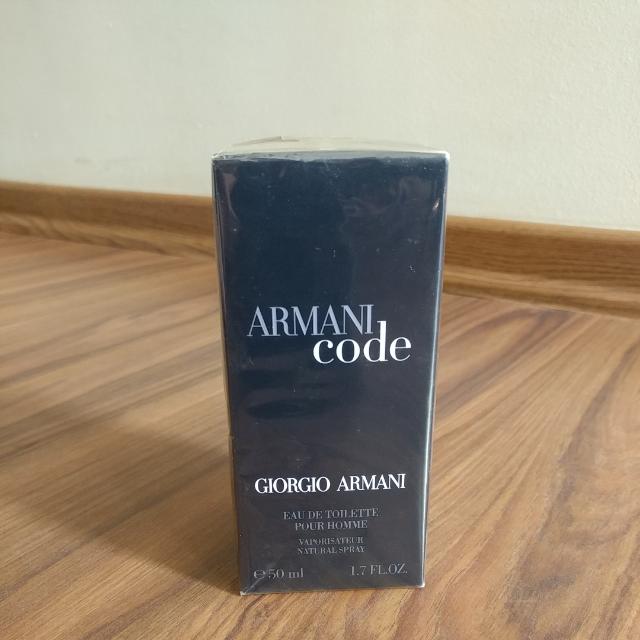 ARMANI
code
GIORGIO ARMANI
EAU DE TOILETTE
POUR HOMME
VAPORISATEUR
NATURAL SPRAY
℮50 ml 1.7 FL.OZ.